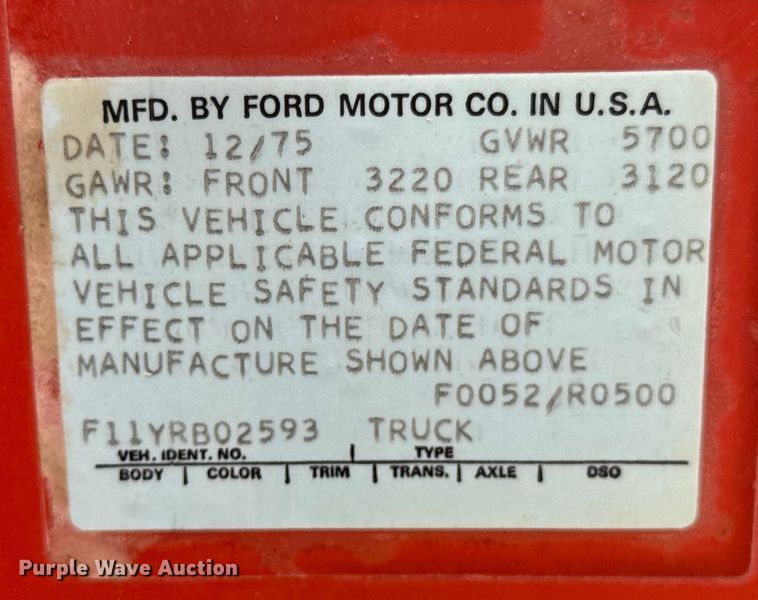 MFD. BY FORD MOTOR CO. IN U.S.A.
DATE: 12/75 GVWR 5700
GAWR: FRONT 3220 REAR 3120
THIS VEHICLE CONFORMS TO
ALL APPLICABLE FEDERAL MOTOR
VEHICLE SAFETY STANDARDS IN
EFFECT ON THE DATE OF
MANUFACTURE SHOWN ABOVE
F0052/R0500
F11YRB02593 TRUCK
VEH. IDENT. NO. | TYPE
BODY | COLOR | TRIM | TRANS. | AXLE | DSO
Purple Wave Auction